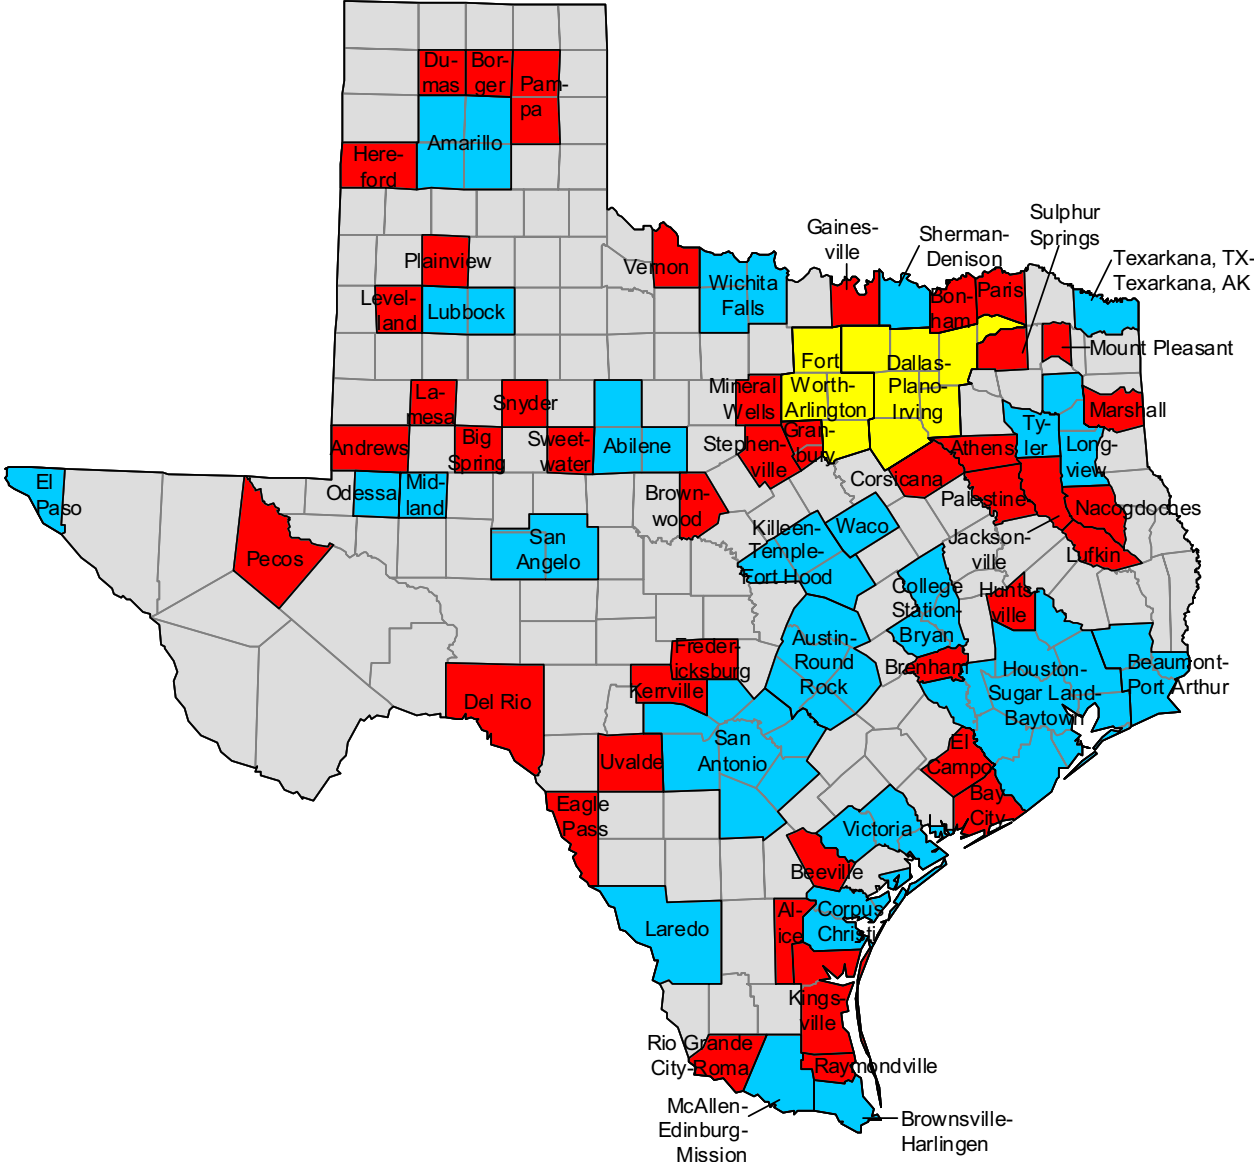 Du-
mas
Bor-
ger
Pam-
pa
Amarillo
Here-
ford
Plainview
Vernon
Level-
land
Lubbock
Wichita
Falls
Gaines-
ville
Sherman-
Denison
Sulphur
Springs
Texarkana, TX-
Texarkana, AK
Bon-
ham
Paris
Mount Pleasant
Fort
Worth-
Arlington
Dallas-
Plano-
Irving
Mineral
Wells
La-
mesa
Snyder
Marshall
Andrews
Big
Spring
Sweet-
water
Abilene
Stephen-
ville
Gran-
bury
Athens
Ty-
ler
Long-
view
El
Paso
Odessa
Mid-
land
Brown-
wood
Corsicana
Palestine
Nacogdoches
Pecos
San
Angelo
Killeen-
Temple-
Fort Hood
Waco
Jackson-
ville
Lufkin
College
Station-
Bryan
Hunts-
ville
Austin-
Round
Rock
Brenham
Houston-
Sugar Land-
Baytown
Beaumont-
Port Arthur
Freder-
icksburg
Kerrville
Del Rio
San
Antonio
Uvalde
El
Campo
Bay
City
Eagle
Pass
Victoria
Beeville
Laredo
Al-
ice
Corpus
Christi
Kings-
ville
Rio Grande
City-Roma
Raymondville
McAllen-
Edinburg-
Mission
Brownsville-
Harlingen